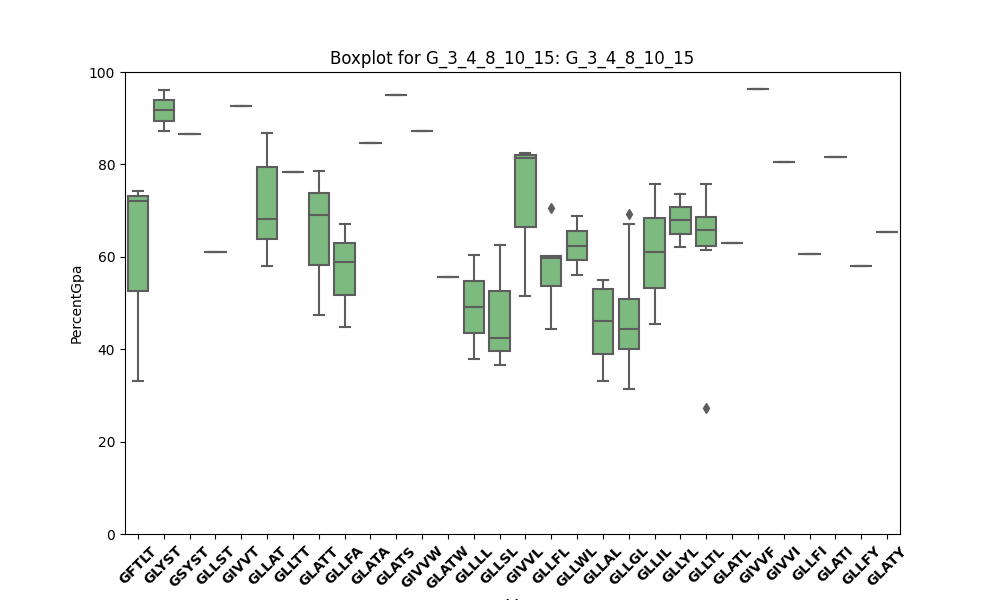 Boxplot for G_3_4_8_10_15: G_3_4_8_10_15
100
80
60
40
20
0
PercentGpa
GFTLT GLYST GSYST GLLST GIVVT GLLAT GLLTT GLATT GLLFA GLATA GLATS GIVVW GLATW GLLLL GLLSL GIVVL GLLFL GLLWL GLLAL GLLGL GLLIL GLLYL GLLTL GLATL GIVVF GIVVI GLLFI GLATI GLLFY GLATY